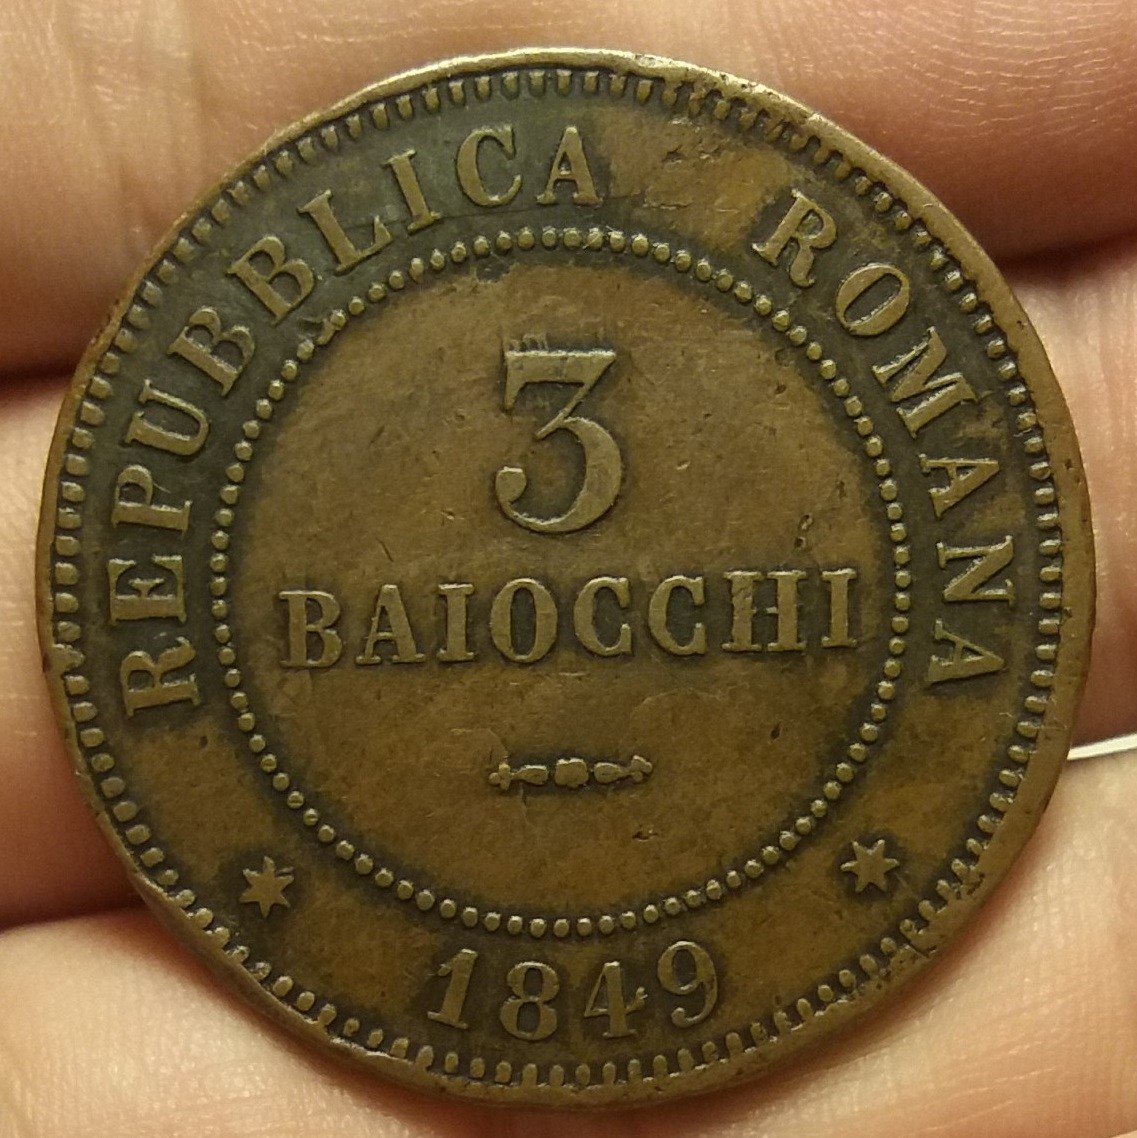 REPUBBLICA ROMANA
3
BAIOCCHI
1849